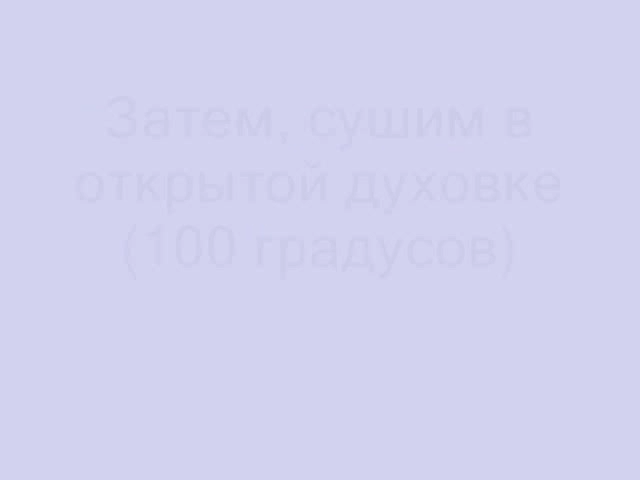 Затем, сушим в
открытой духовке
(100 градусов)